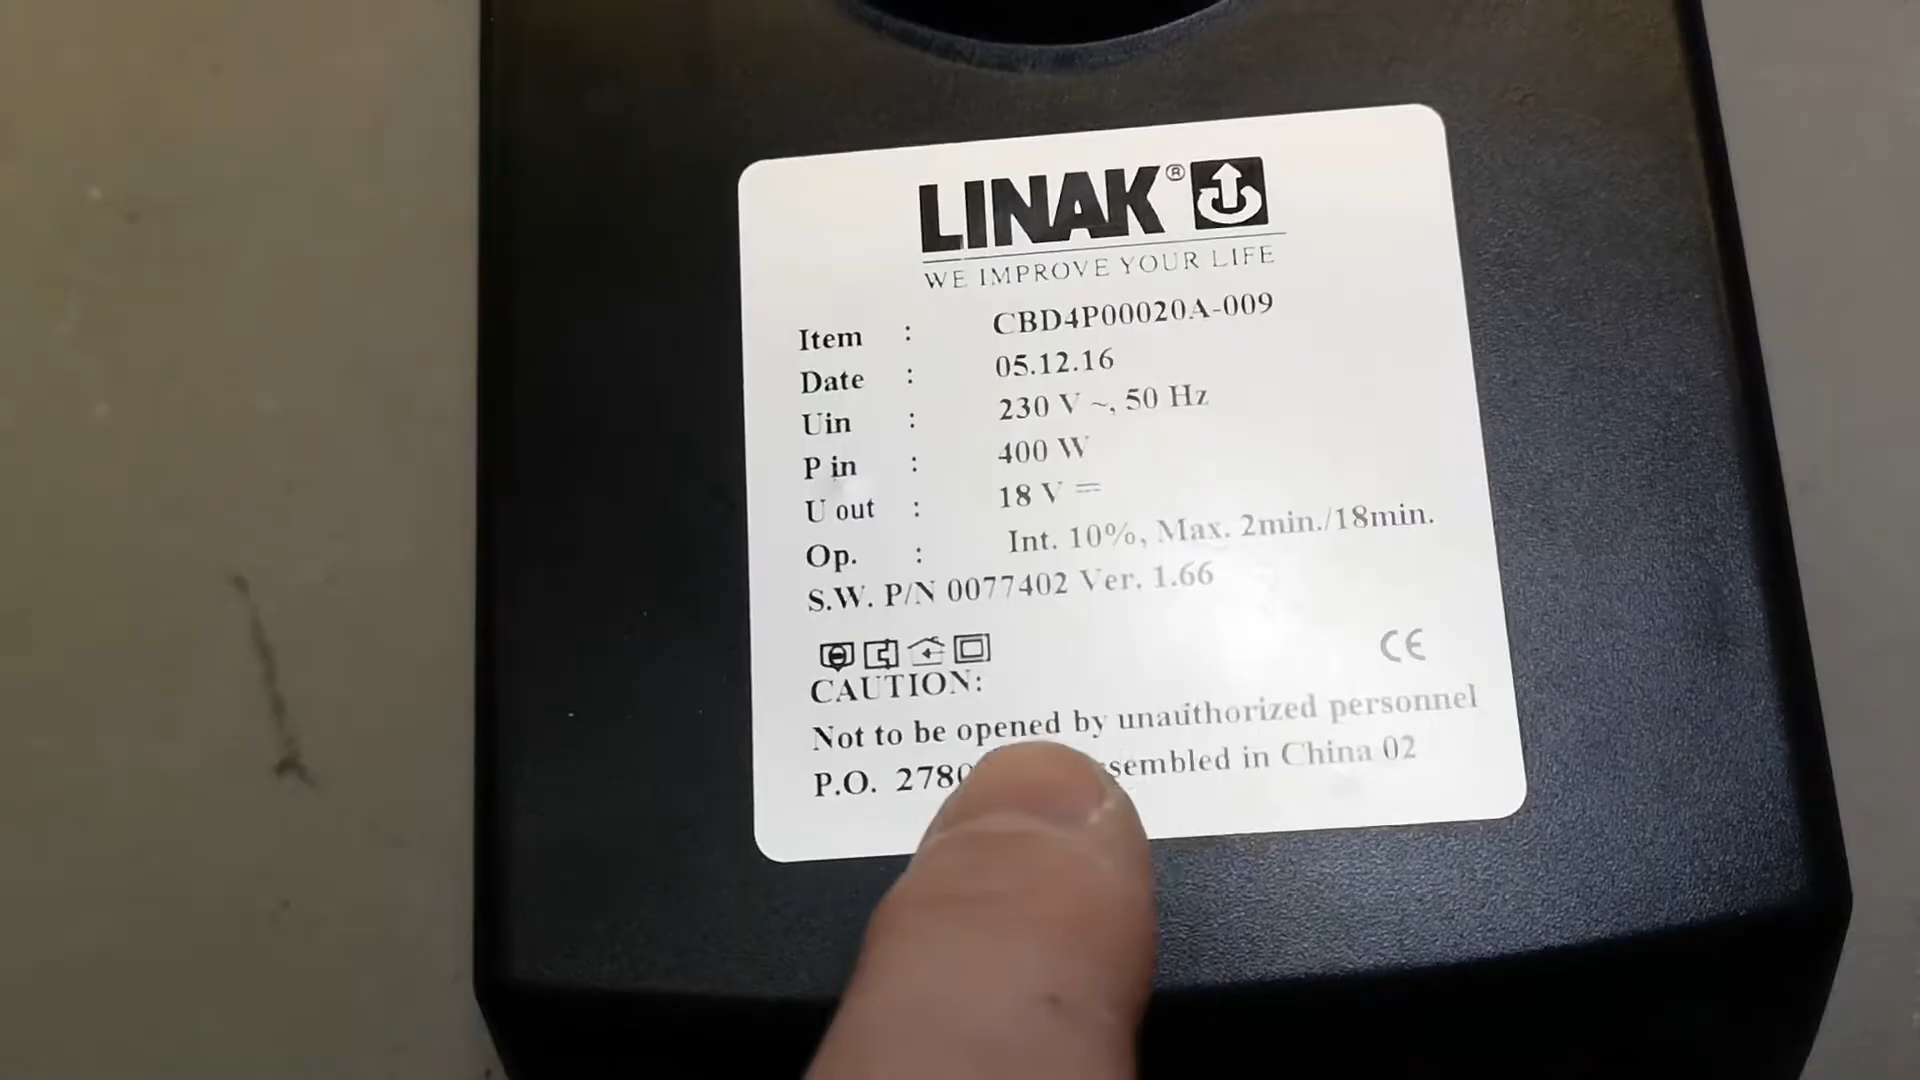 LINAK®
WE IMPROVE YOUR LIFE
Item : CBD4P00020A-009
Date : 05.12.16
Uin : 230 V ~, 50 Hz
P in : 400 W
U out : 18 V ⎓
Op. : Int. 10%, Max. 2min./18min.
S.W. P/N 0077402 Ver. 1.66
CE
CAUTION:
Not to be opened by unauthorized personnel
P.O. in China 02